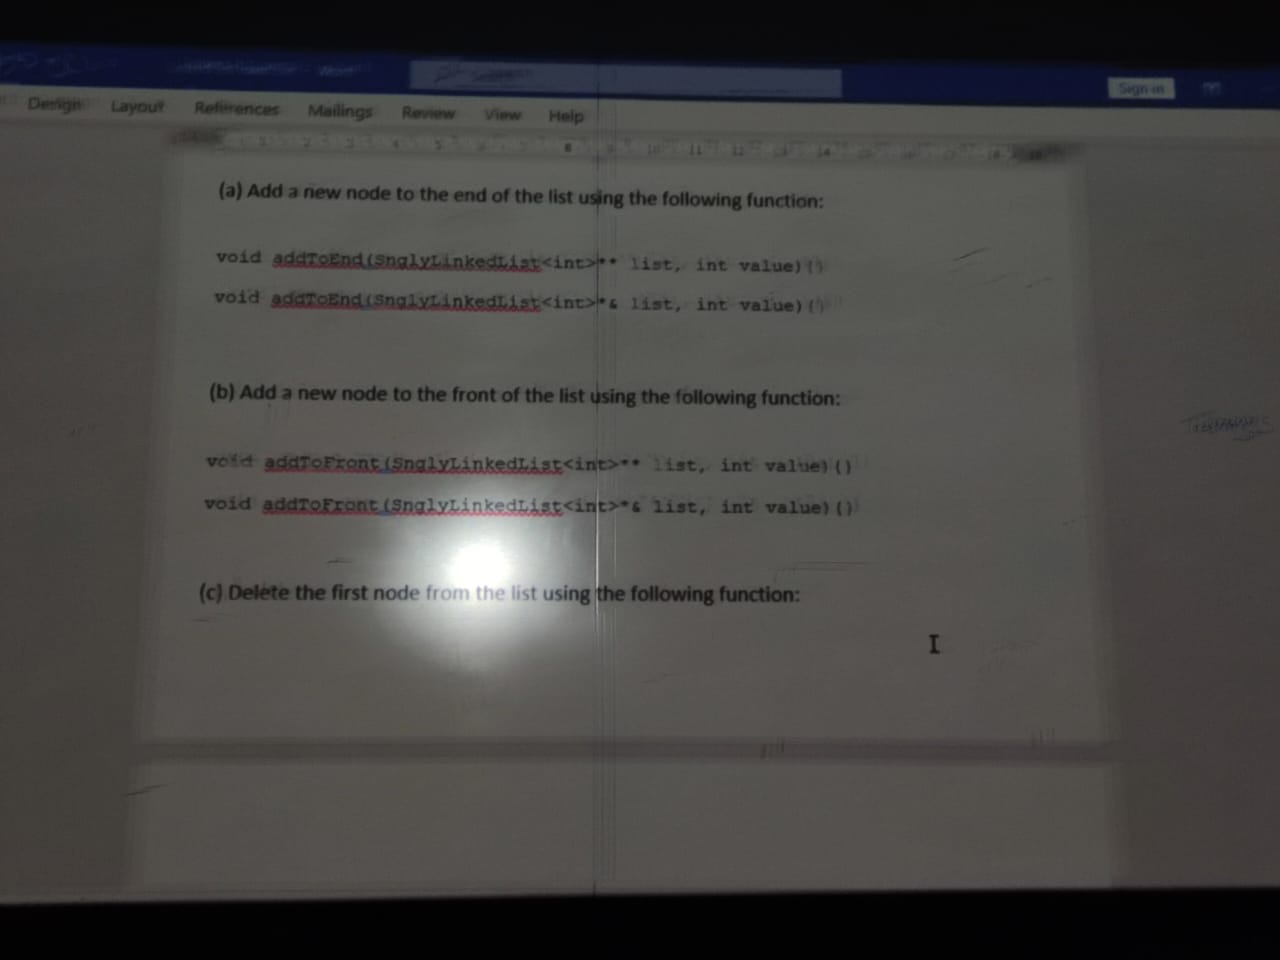 Sign in
Design Layout References Mailings Review View Help
(a) Add a new node to the end of the list using the following function:
void addToEnd(SnglyLinkedList<int>** list, int value){}
void addToEnd(SnglyLinkedList<int>*& list, int value){}
(b) Add a new node to the front of the list using the following function:
void addToFront(SnglyLinkedList<int>** list, int value){}
void addToFront(SnglyLinkedList<int>*& list, int value){}
(c) Delete the first node from the list using the following function: